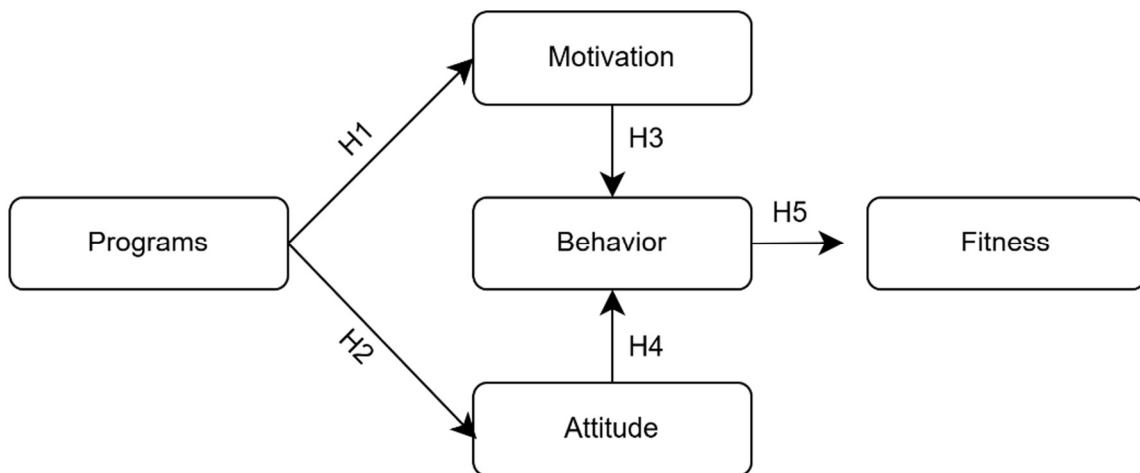 Motivation
H1
H3
Programs
Behavior
H5
Fitness
H2
H4
Attitude